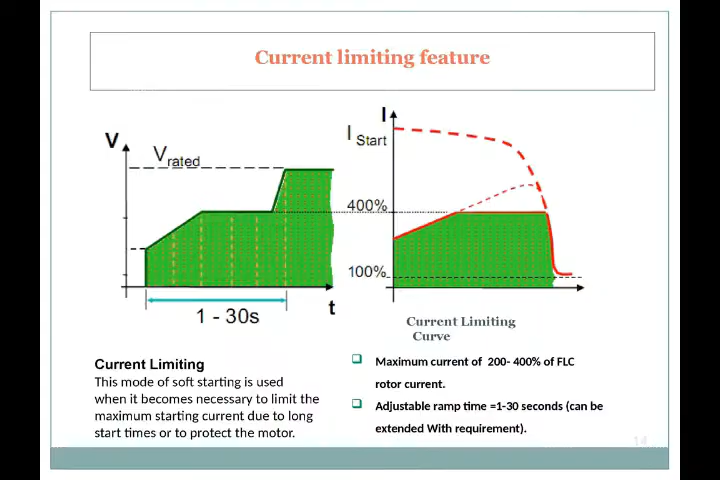 Current limiting feature
V
V rated
t
1 - 30s
I
I Start
400%
100%
Current Limiting
Curve
Current Limiting
This mode of soft starting is used
when it becomes necessary to limit the
maximum starting current due to long
start times or to protect the motor.
Maximum current of 200- 400% of FLC
rotor current.
Adjustable ramp time =1-30 seconds (can be
extended With requirement).
14